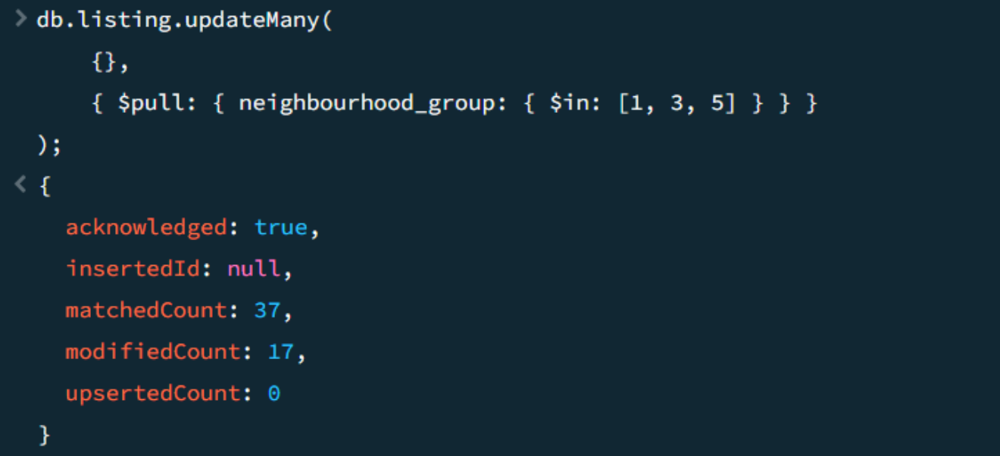 > db.listing.updateMany(
{},
{ $pull: { neighbourhood_group: { $in: [1, 3, 5] } } }
);
< {
acknowledged: true,
insertedId: null,
matchedCount: 37,
modifiedCount: 17,
upsertedCount: 0
}